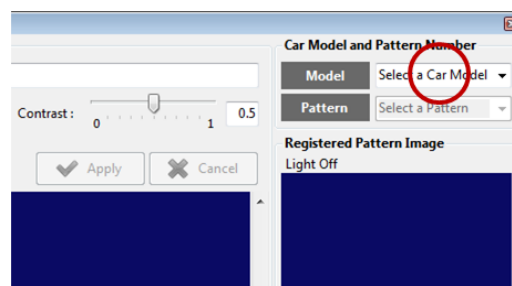 Car Model and Pattern Number
Model Select a Car Model
Contrast : 0 1 0.5
Pattern Select a Pattern
Registered Pattern Image
Apply Cancel
Light Off